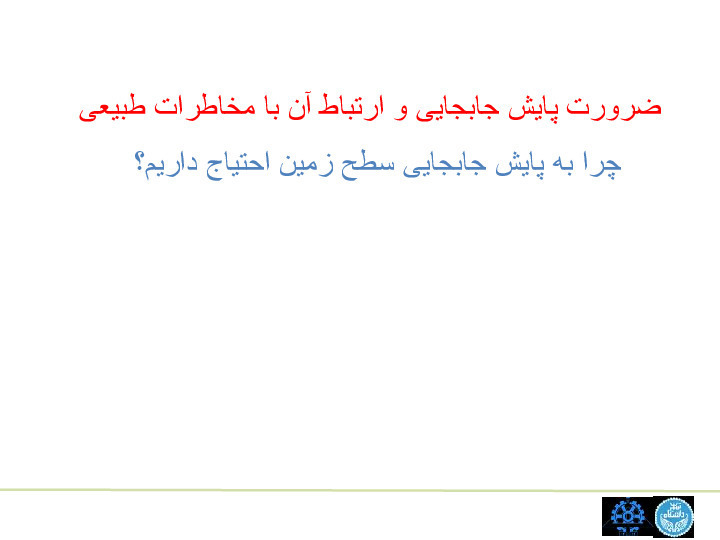 ضرورت پایش جابجایی و ارتباط آن با مخاطرات طبیعی
چرا به پایش جابجایی سطح زمین احتیاج داریم؟